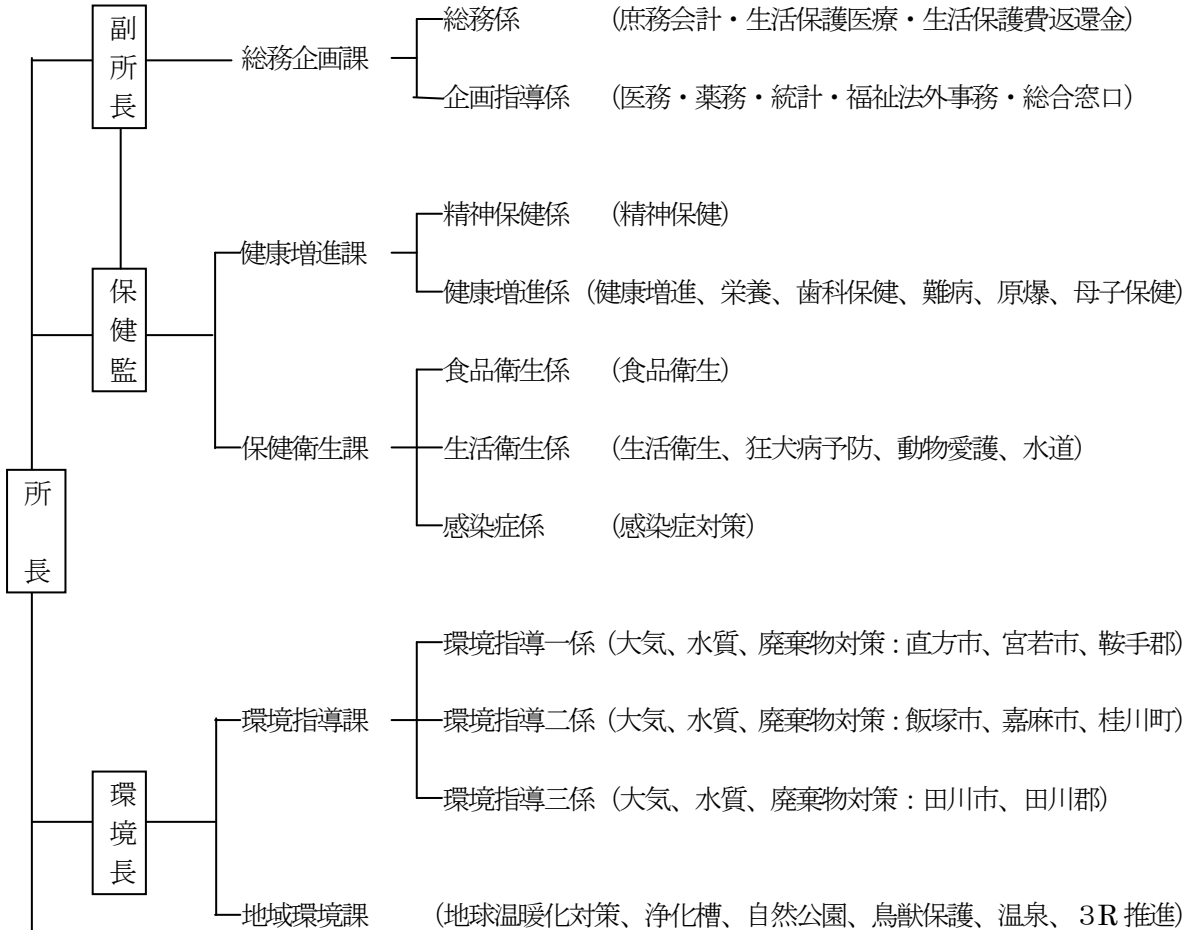 副所長
総務企画課
総務係 (庶務会計・生活保護医療・生活保護費返還金)
企画指導係 (医務・薬務・統計・福祉法外事務・総合窓口)
保健監
健康増進課
精神保健係 (精神保健)
健康増進係 (健康増進、栄養、歯科保健、難病、原爆、母子保健)
保健衛生課
食品衛生係 (食品衛生)
生活衛生係 (生活衛生、狂犬病予防、動物愛護、水道)
感染症係 (感染症対策)
所長
環境長
環境指導課
環境指導一係 (大気、水質、廃棄物対策:直方市、宮若市、鞍手郡)
環境指導二係 (大気、水質、廃棄物対策:飯塚市、嘉麻市、桂川町)
環境指導三係 (大気、水質、廃棄物対策:田川市、田川郡)
地域環境課 (地球温暖化対策、浄化槽、自然公園、鳥獣保護、温泉、3R 推進)